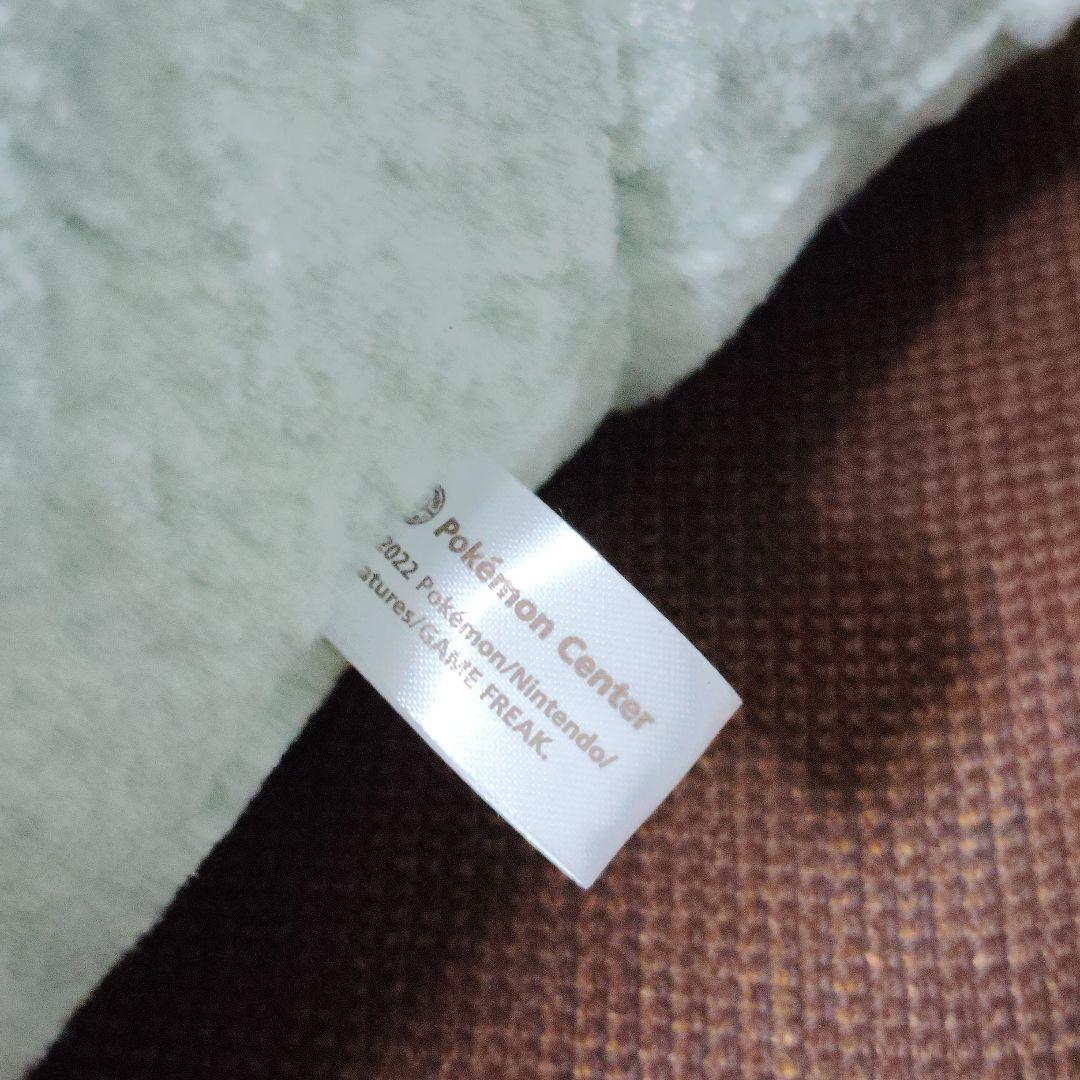 Pokémon Center
2022 Pokémon/Nintendo/
atures/GAME FREAK.